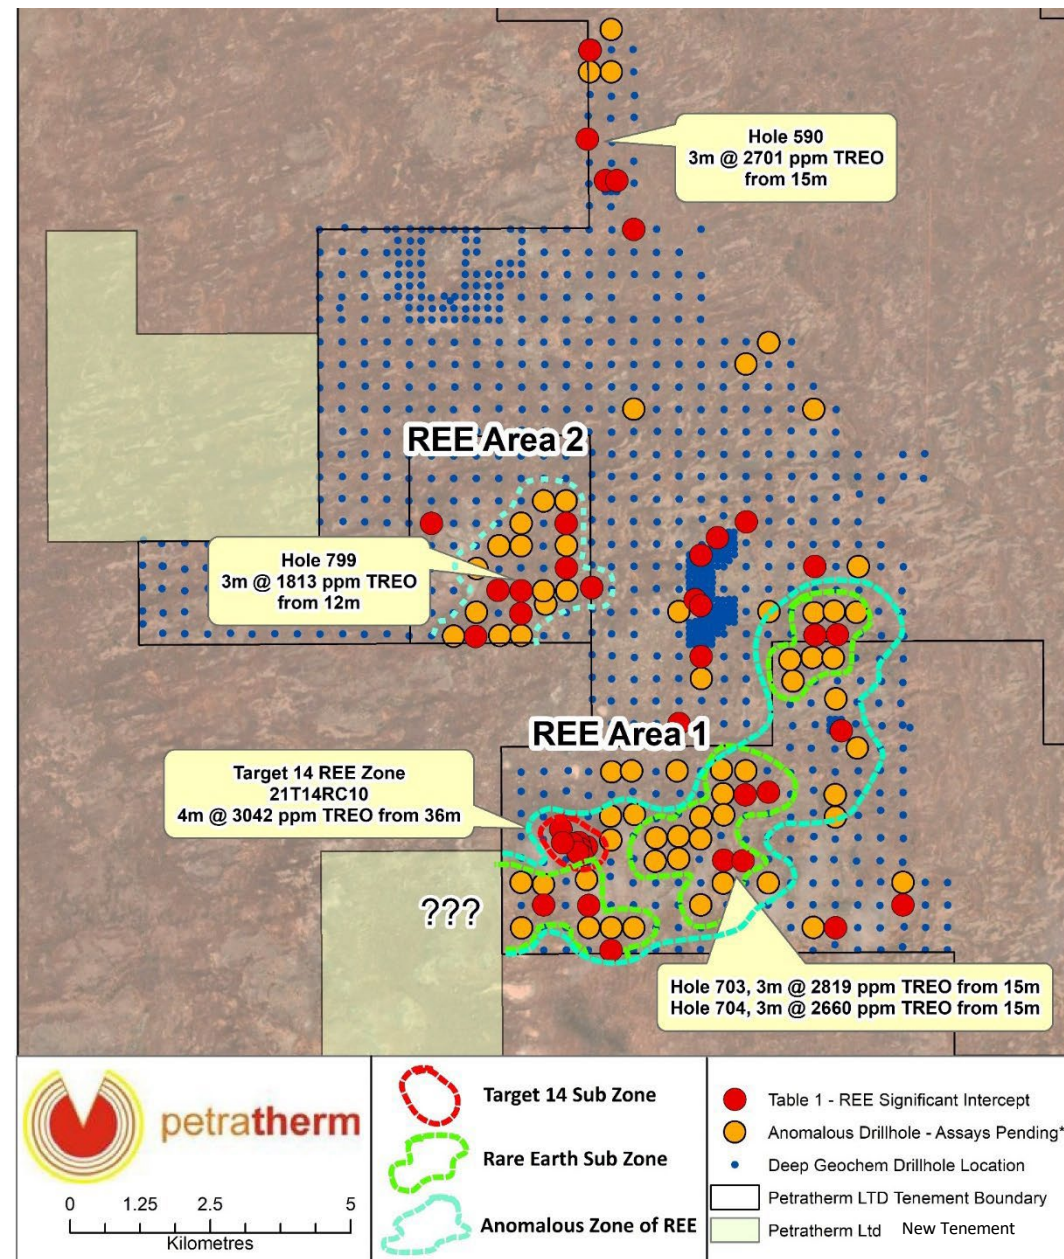 Hole 590
3m @ 2701 ppm TREO
from 15m
REE Area 2
Hole 799
3m @ 1813 ppm TREO
from 12m
REE Area 1
Target 14 REE Zone
21T14RC10
4m @ 3042 ppm TREO from 36m
???
Hole 703, 3m @ 2819 ppm TREO from 15m
Hole 704, 3m @ 2660 ppm TREO from 15m
petratherm
0 1.25 2.5 5
Kilometres
Target 14 Sub Zone
Rare Earth Sub Zone
Anomalous Zone of REE
Table 1 - REE Significant Intercept
Anomalous Drillhole - Assays Pending*
Deep Geochem Drillhole Location
Petratherm LTD Tenement Boundary
Petratherm Ltd New Tenement